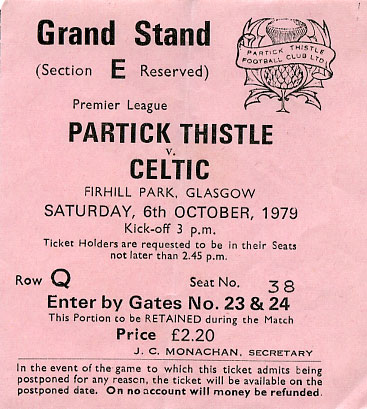 Grand Stand
(Section E Reserved)
PARTICK THISTLE
FOOTBALL CLUB LTD.
Premier League
PARTICK THISTLE
v.
CELTIC
FIRHILL PARK, GLASGOW
SATURDAY, 6th OCTOBER, 1979
Kick-off 3 p.m.
Ticket Holders are requested to be in their Seats
not later than 2.45 p.m.
Row Q Seat No. 38
Enter by Gates No. 23 & 24
This Portion to be RETAINED during the Match
Price £2.20
J. C. MONACHAN, SECRETARY
In the event of the game to which this ticket admits being
postponed for any reason, the ticket will be available on the
postponed date. On no account will money be refunded.